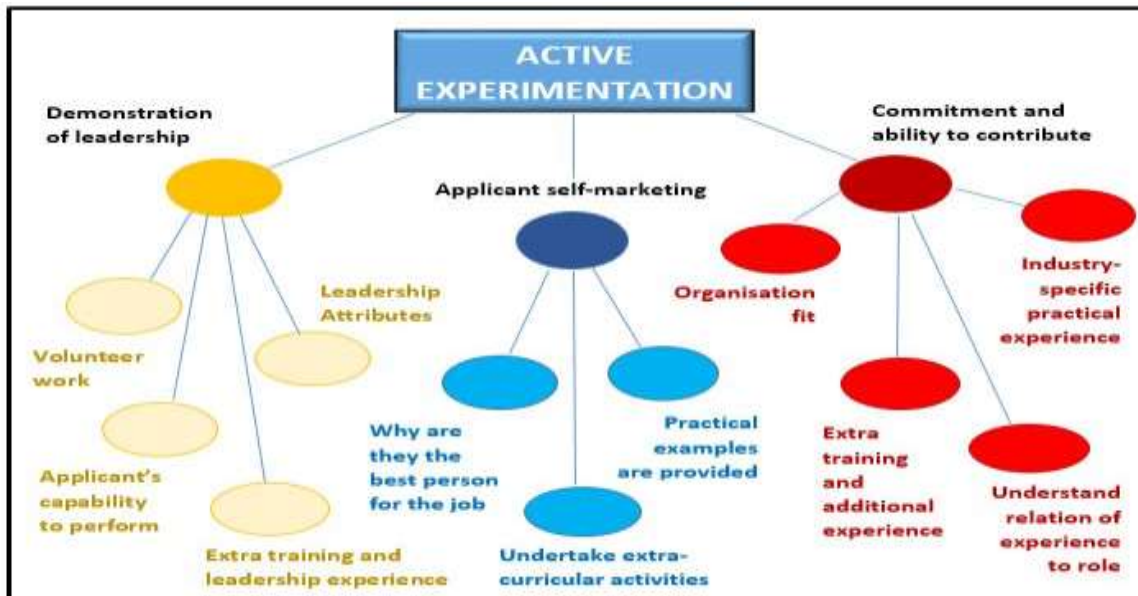 ACTIVE
EXPERIMENTATION
Demonstration
of leadership
Commitment and
ability to contribute
Applicant self-marketing
Volunteer
work
Leadership
Attributes
Applicant's
capability
to perform
Extra training and
leadership experience
Why are
they the
best person
for the job
Practical
examples
are provided
Undertake extra-
curricular activities
Organisation
fit
Industry-
specific
practical
experience
Extra
training
and
additional
experience
Understand
relation of
experience
to role